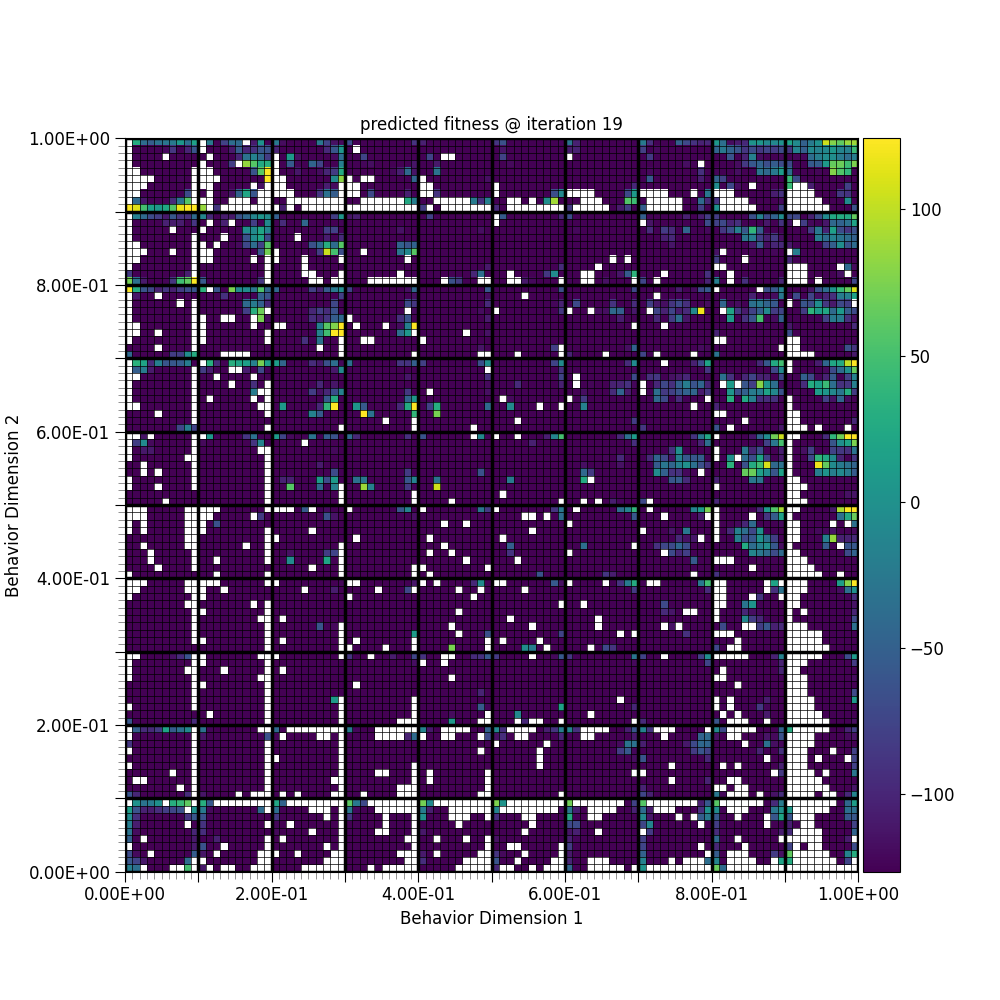 predicted fitness @ iteration 19
1.00E+00
8.00E-01
6.00E-01
4.00E-01
2.00E-01
0.00E+00
Behavior Dimension 2
0.00E+00 2.00E-01 4.00E-01 6.00E-01 8.00E-01 1.00E+00
Behavior Dimension 1
100
50
0
−50
−100